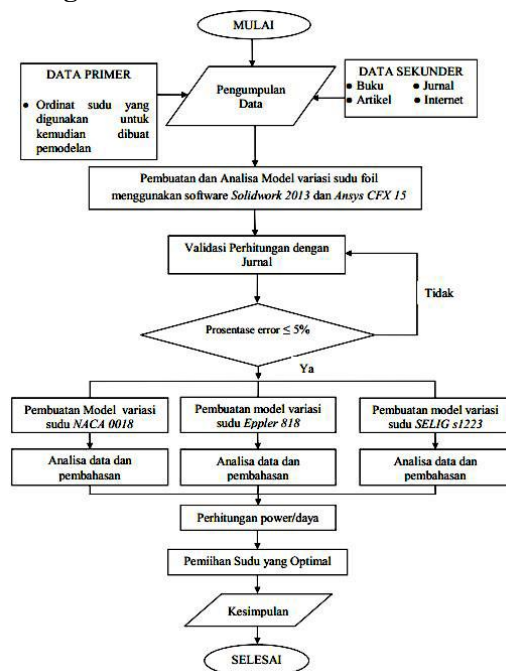 MULAI
DATA PRIMER
• Ordinat sudu yang
digunakan untuk
kemudian dibuat
pemodelan
Pengumpulan
Data
DATA SEKUNDER
• Buku • Jurnal
• Artikel • Internet
Pembuatan dan Analisa Model variasi sudu foil
menggunakan software Solidwork 2013 dan Ansys CFX 15
Validasi Perhitungan dengan
Jurnal
Tidak
Prosentase error ≤ 5%
Ya
Pembuatan Model variasi
sudu NACA 0018
Pembuatan model variasi
sudu Eppler 818
Pembuatan model variasi
sudu SELIG s1223
Analisa data dan
pembahasan
Analisa data dan
pembahasan
Analisa data dan
pembahasan
Perhitungan power/daya
Pemiihan Sudu yang Optimal
Kesimpulan
SELESAI